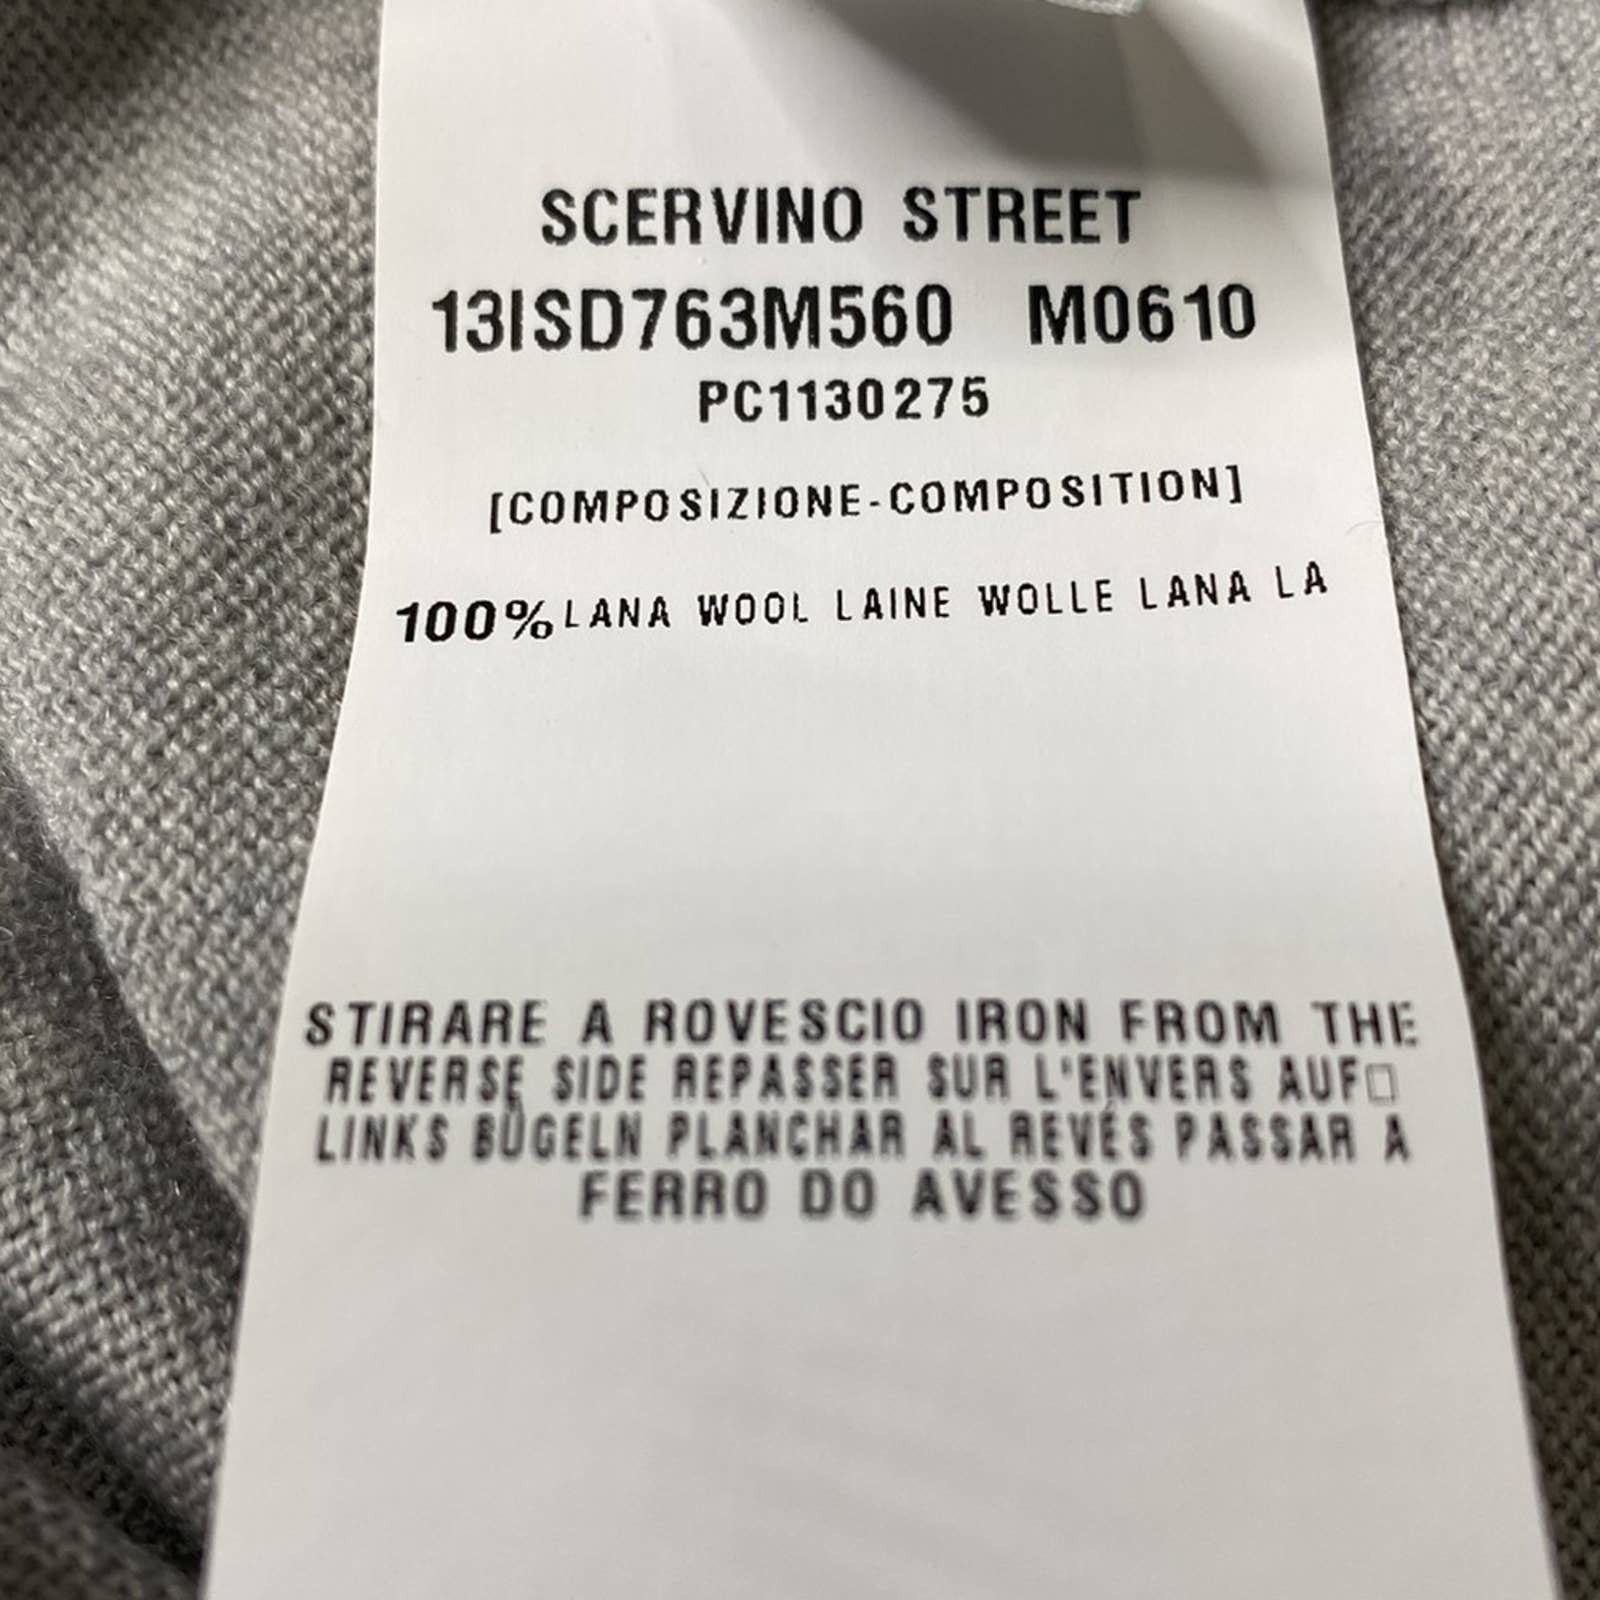 SCERVINO STREET
13ISD763M560 M0610
PC1130275
[COMPOSIZIONE-COMPOSITION]
100% LANA WOOL LAINE WOLLE LANA LA
STIRARE A ROVESCIO IRON FROM THE
REVERSE SIDE REPASSER SUR L'ENVERS AUF□
LINKS BÜGELN PLANCHAR AL REVÉS PASSAR A
FERRO DO AVESSO